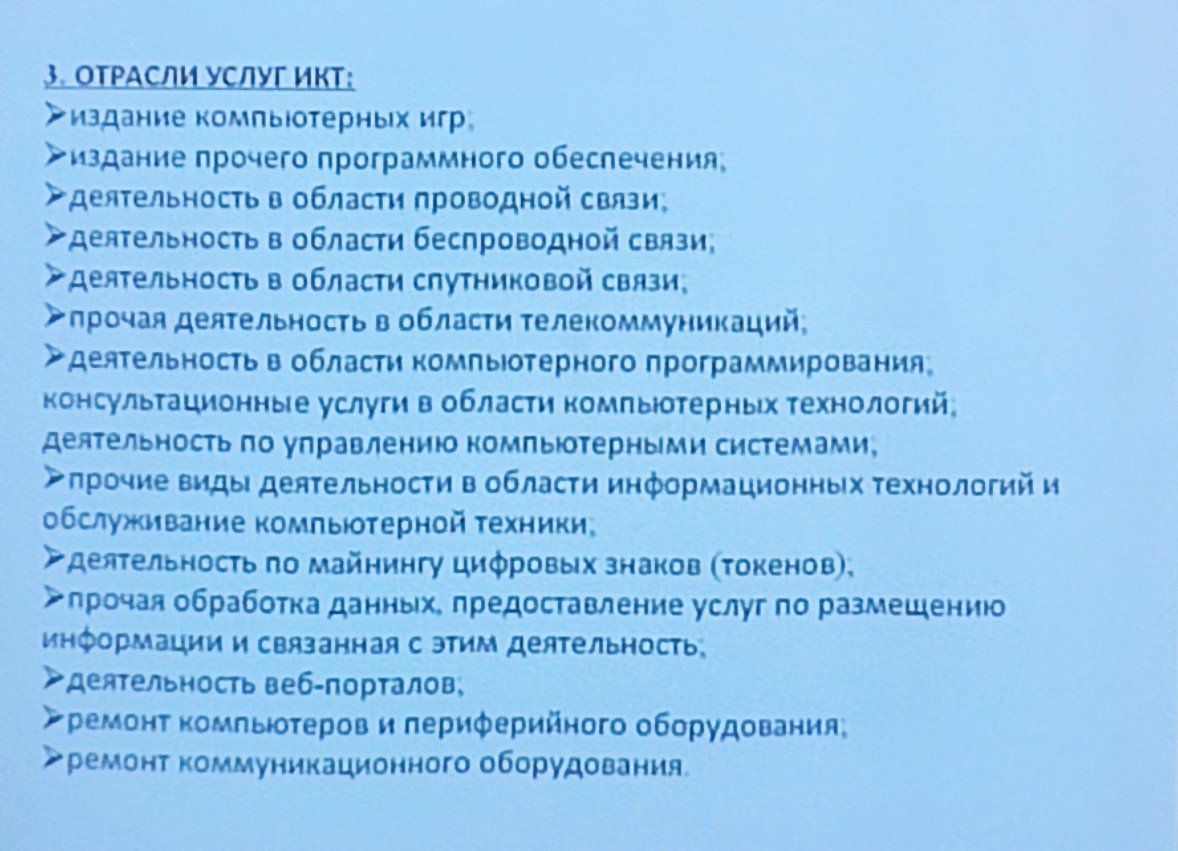 3. ОТРАСЛИ УСЛУГ ИКТ:
➢издание компьютерных игр;
➢издание прочего программного обеспечения;
➢деятельность в области проводной связи;
➢деятельность в области беспроводной связи;
➢деятельность в области спутниковой связи;
➢прочая деятельность в области телекоммуникаций;
➢деятельность в области компьютерного программирования;
консультационные услуги в области компьютерных технологий;
деятельность по управлению компьютерными системами;
➢прочие виды деятельности в области информационных технологий и
обслуживание компьютерной техники;
➢деятельность по майнингу цифровых знаков (токенов);
➢прочая обработка данных, предоставление услуг по размещению
информации и связанная с этим деятельность;
➢деятельность веб-порталов;
➢ремонт компьютеров и периферийного оборудования;
➢ремонт коммуникационного оборудования.